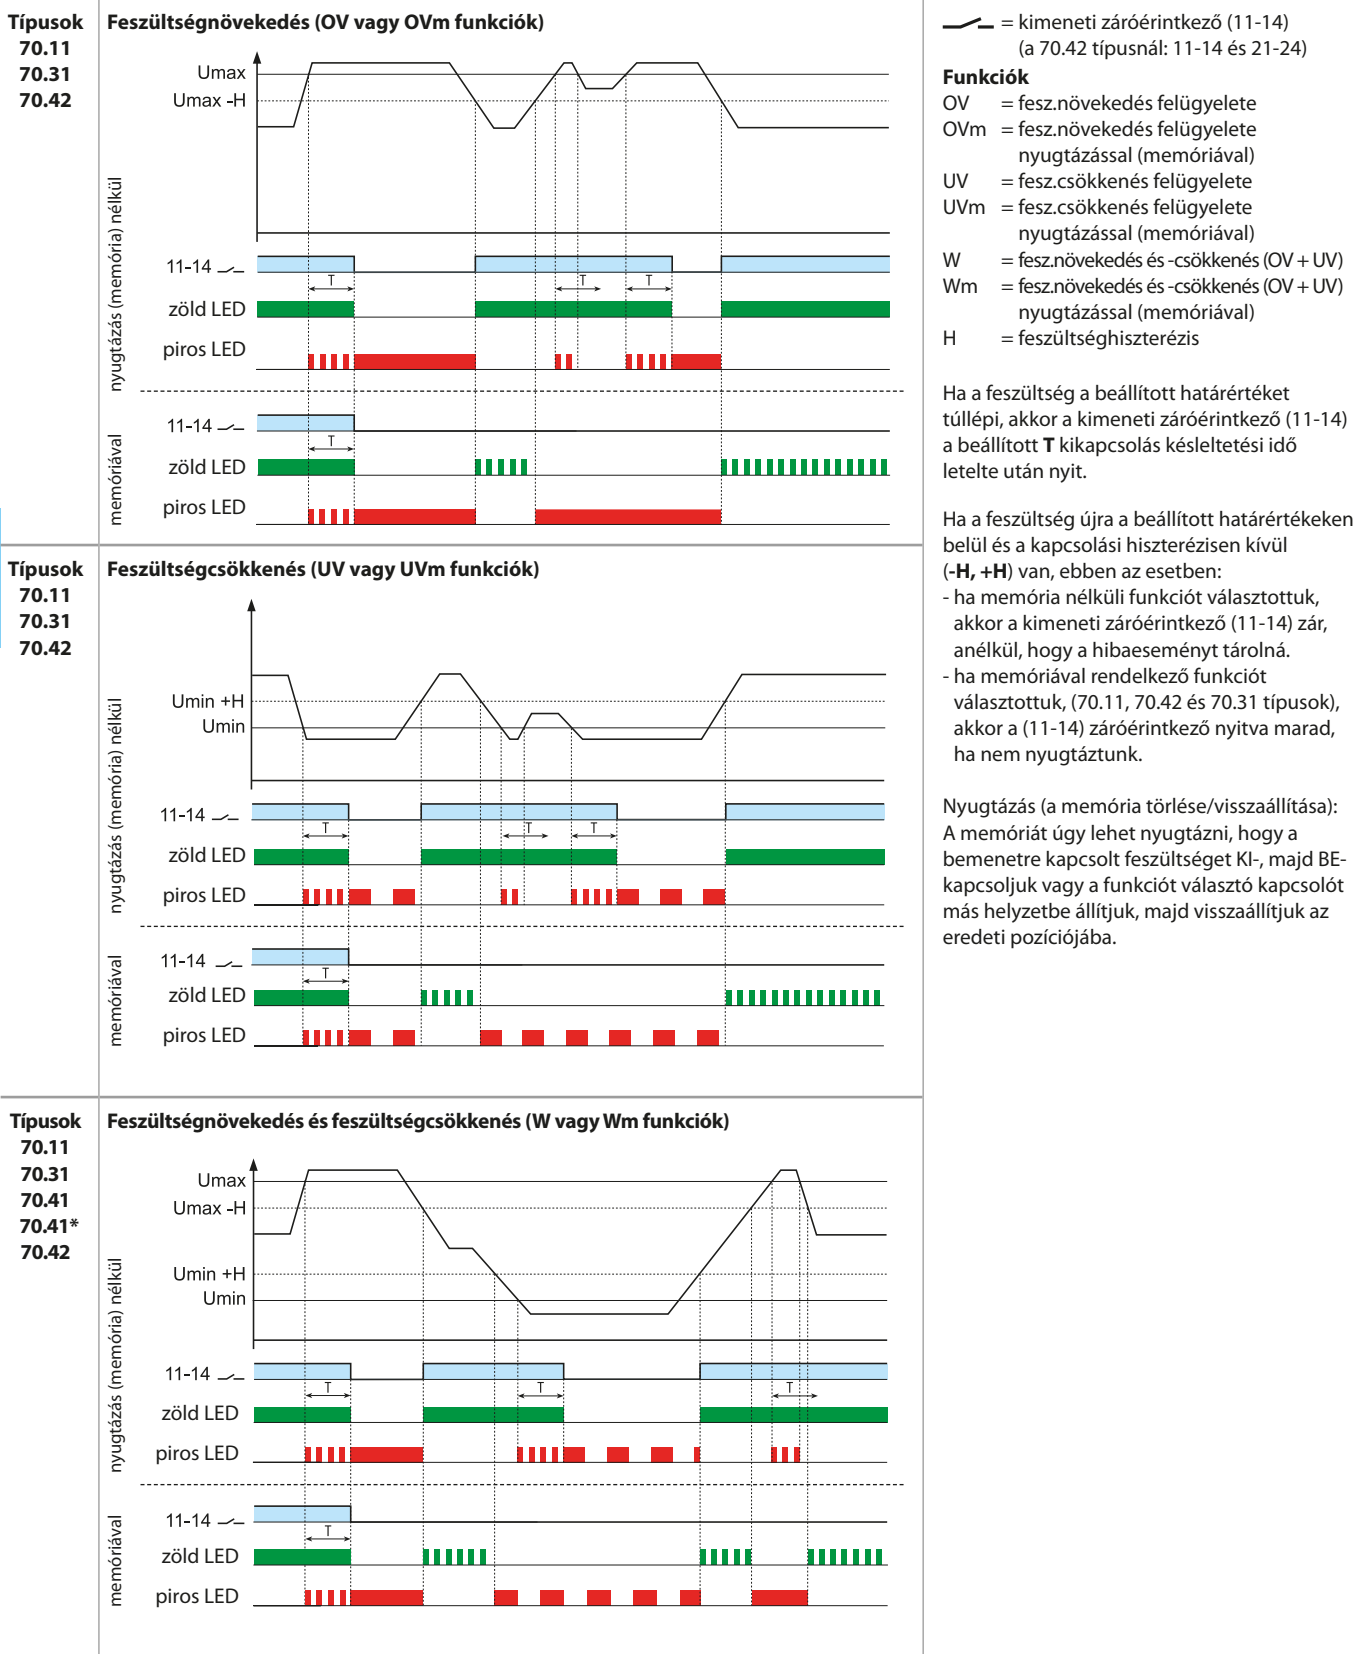 Típusok
70.11
70.31
70.42
Feszültségnövekedés (OV vagy OVm funkciók)
Umax
Umax -H
nyugtázás (memória) nélkül
11-14
T
T
T
zöld LED
piros LED
memóriával
11-14
T
zöld LED
piros LED
Típusok
70.11
70.31
70.42
Feszültségcsökkenés (UV vagy UVm funkciók)
Umin +H
Umin
nyugtázás (memória) nélkül
11-14
T
T
T
zöld LED
piros LED
memóriával
11-14
T
zöld LED
piros LED
Típusok
70.11
70.31
70.41
70.41*
70.42
Feszültségnövekedés és feszültségcsökkenés (W vagy Wm funkciók)
Umax
Umax -H
Umin +H
Umin
nyugtázás (memória) nélkül
11-14
T
T
T
zöld LED
piros LED
memóriával
11-14
T
zöld LED
piros LED
= kimeneti záróérintkező (11-14)
(a 70.42 típusnál: 11-14 és 21-24)
Funkciók
OV = fesz.növekedés felügyelete
OVm = fesz.növekedés felügyelete
nyugtázással (memóriával)
UV = fesz.csökkenés felügyelete
UVm = fesz.csökkenés felügyelete
nyugtázással (memóriával)
W = fesz.növekedés és -csökkenés (OV + UV)
Wm = fesz.növekedés és -csökkenés (OV + UV)
nyugtázással (memóriával)
H = feszültséghiszterézis
Ha a feszültség a beállított határértéket
túllépi, akkor a kimeneti záróérintkező (11-14)
a beállított T kikapcsolás késleltetési idő
letelte után nyit.
Ha a feszültség újra a beállított határértékeken
belül és a kapcsolási hiszterézisen kívül
(-H, +H) van, ebben az esetben:
- ha memória nélküli funkciót választottuk,
akkor a kimeneti záróérintkező (11-14) zár,
anélkül, hogy a hibaeseményt tárolná.
- ha memóriával rendelkező funkciót
választottuk, (70.11, 70.42 és 70.31 típusok),
akkor a (11-14) záróérintkező nyitva marad,
ha nem nyugtáztunk.
Nyugtázás (a memória törlése/visszaállítása):
A memóriát úgy lehet nyugtázni, hogy a
bemenetre kapcsolt feszültséget KI-, majd BE-
kapcsoljuk vagy a funkciót választó kapcsolót
más helyzetbe állítjuk, majd visszaállítjuk az
eredeti pozíciójába.